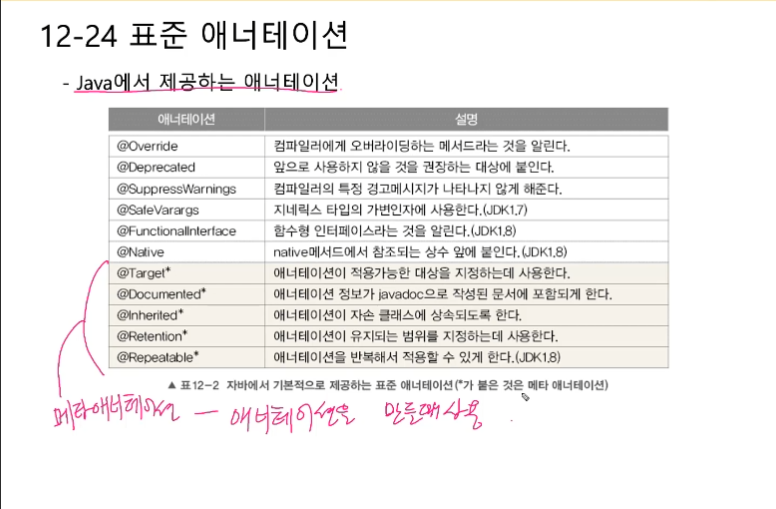 12-24 표준 애너테이션
- Java에서 제공하는 애너테이션
애너테이션 설명
@Override 컴파일러에게 오버라이딩하는 메서드라는 것을 알린다.
@Deprecated 앞으로 사용하지 않을 것을 권장하는 대상에 붙인다.
@SuppressWarnings 컴파일러의 특정 경고메시지가 나타나지 않게 해준다.
@SafeVarargs 지네릭스 타입의 가변인자에 사용한다.(JDK1.7)
@FunctionalInterface 함수형 인터페이스라는 것을 알린다.(JDK1.8)
@Native native메서드에서 참조되는 상수 앞에 붙인다.(JDK1.8)
@Target* 애너테이션이 적용가능한 대상을 지정하는데 사용한다.
@Documented* 애너테이션 정보가 javadoc으로 작성된 문서에 포함되게 한다.
@Inherited* 애너테이션이 자손 클래스에 상속되도록 한다.
@Retention* 애너테이션이 유지되는 범위를 지정하는데 사용한다.
@Repeatable* 애너테이션을 반복해서 적용할 수 있게 한다.(JDK1.8)
▲ 표12-2 자바에서 기본적으로 제공하는 표준 애너테이션(*가 붙은 것은 메타 애너테이션)
메타애너테이션 — 애너테이션을 만들때 사용